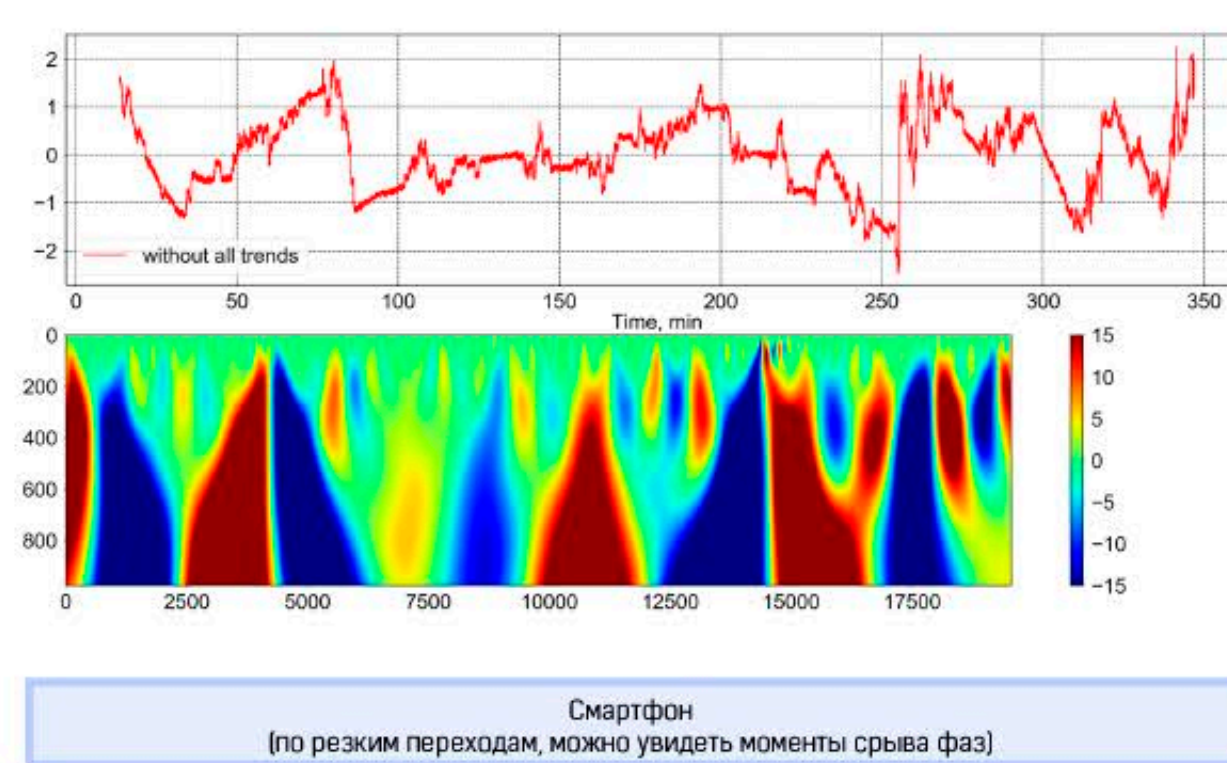 2
1
0
−1
−2
without all trends
0 50 100 150 200 250 300 350
Time, min
0
200
400
600
800
0 2500 5000 7500 10000 12500 15000 17500
15
10
5
0
−5
−10
−15
Смартфон
(по резким переходам, можно увидеть моменты срыва фаз)